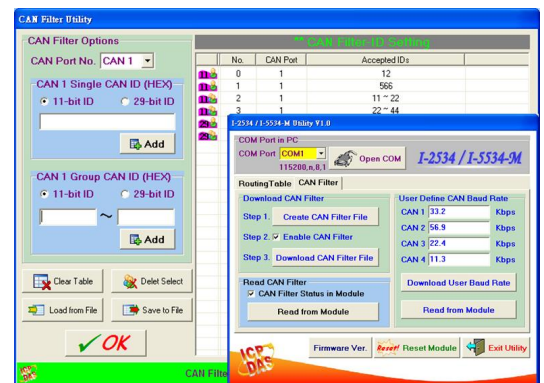 CAN Filter Utility
CAN Filter Options
CAN Port No. CAN 1
CAN 1 Single CAN ID (HEX)
11-bit ID 29-bit ID
Add
CAN 1 Group CAN ID (HEX)
11-bit ID 29-bit ID
~
Add
Clear Table Delet Select
Load from File Save to File
OK
** CAN Filter-ID Setting
No. CAN Port Accepted IDs
11 0 1 12
11 1 1 566
11 2 1 11 ~ 22
11 3 1 22 ~ 44
29
29
CAN Filte
I-2534 / I-5534-M Utility V1.0
COM Port in PC
COM Port COM1
115200,n,8,1
Open COM
I-2534 / I-5534-M
RoutingTable CAN Filter
Download CAN Filter
Step 1. Create CAN Filter File
Step 2. Enable CAN Filter
Step 3. Download CAN Filter File
Read CAN Filter
CAN Filter Status in Module
Read from Module
User Define CAN Baud Rate
CAN 1 33.2 Kbps
CAN 2 56.9 Kbps
CAN 3 22.4 Kbps
CAN 4 11.3 Kbps
Download User Baud Rate
Read from Module
ICP DAS
Firmware Ver. Reset! Reset Module Exit Utility